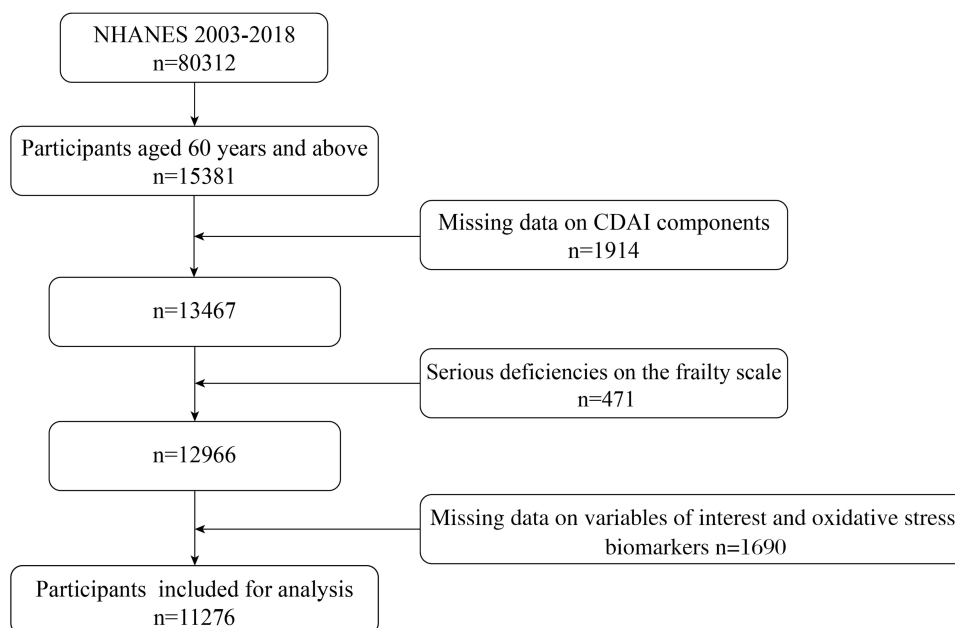 NHANES 2003-2018
n=80312
Participants aged 60 years and above
n=15381
Missing data on CDAI components
n=1914
n=13467
Serious deficiencies on the frailty scale
n=471
n=12966
Missing data on variables of interest and oxidative stress
biomarkers n=1690
Participants included for analysis
n=11276